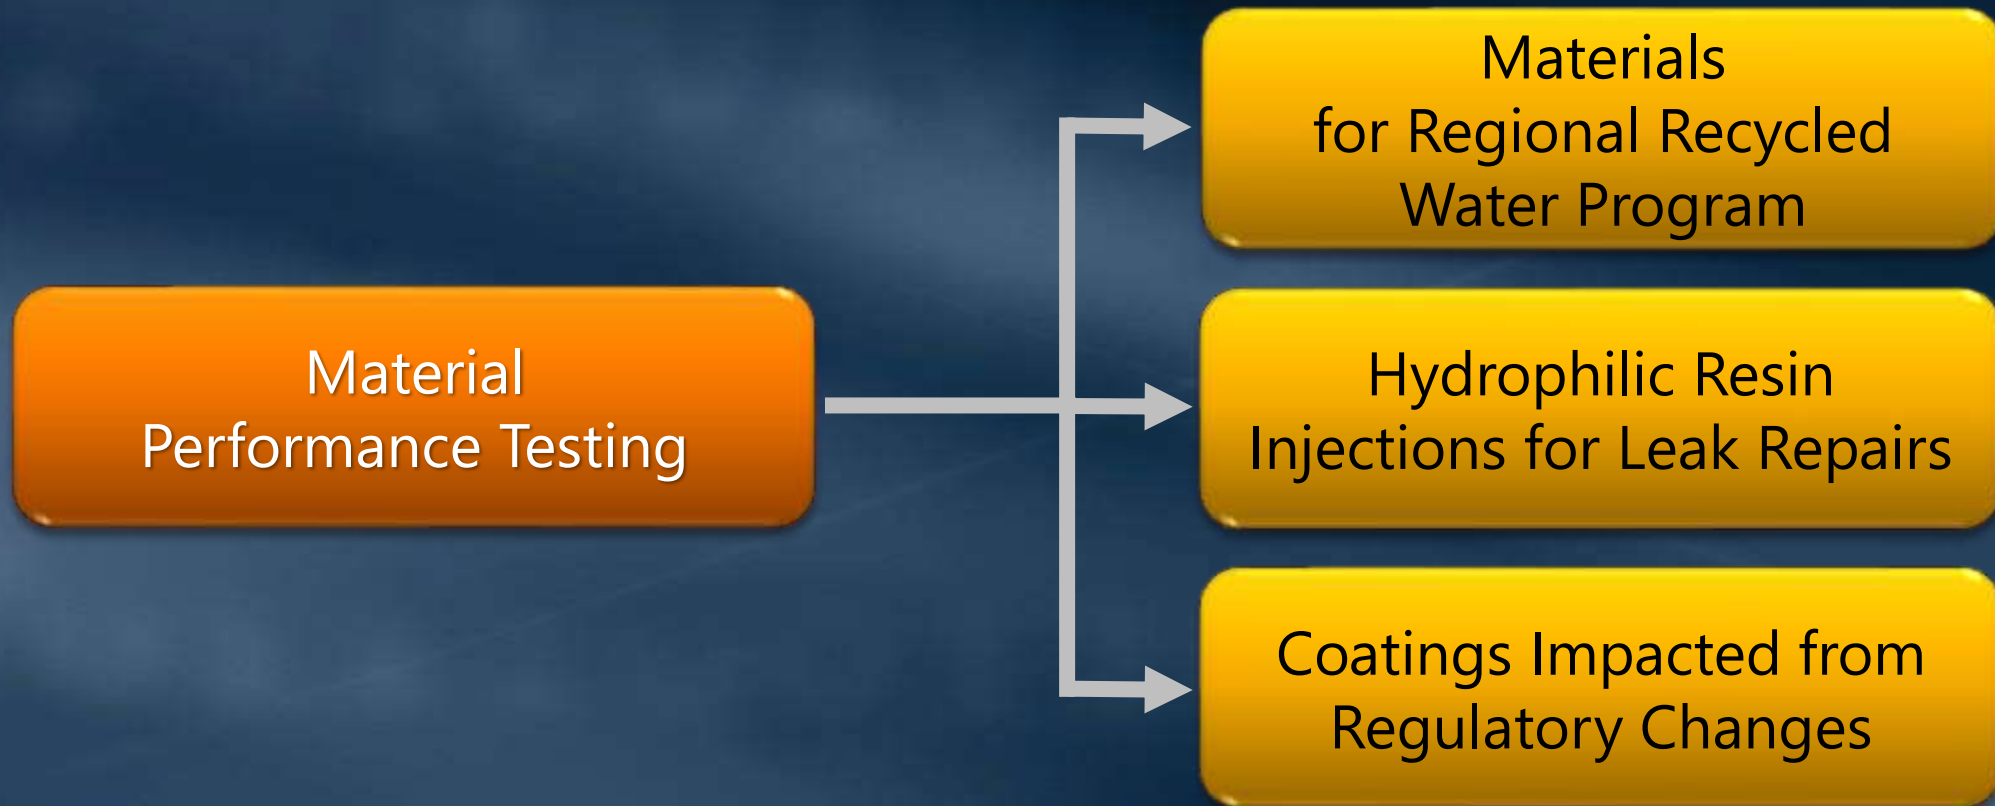 Material
Performance Testing
Materials
for Regional Recycled
Water Program
Hydrophilic Resin
Injections for Leak Repairs
Coatings Impacted from
Regulatory Changes